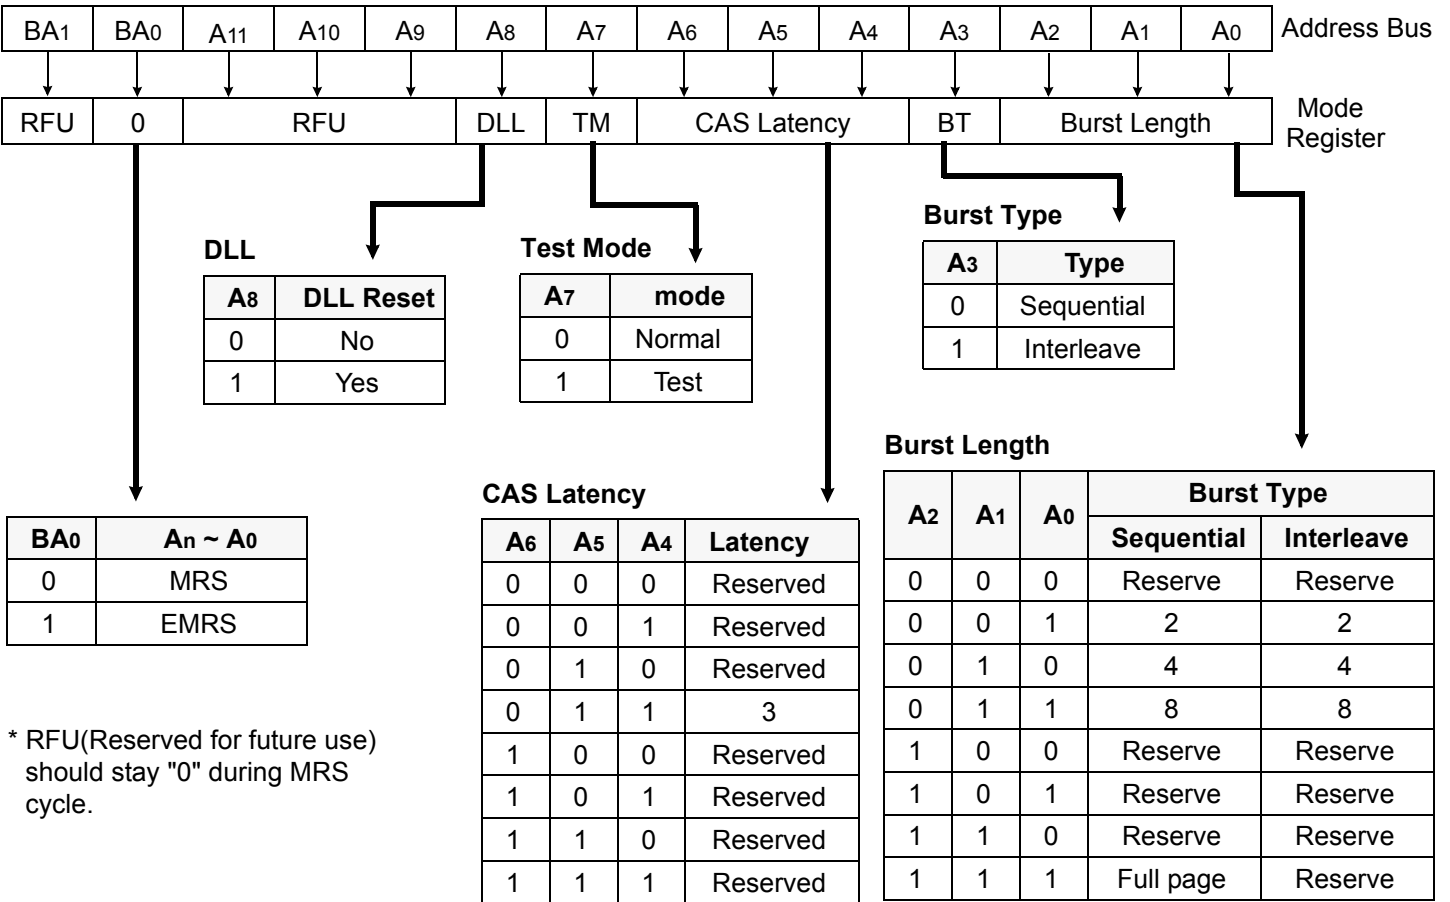 BA1 BA0 A11 A10 A9 A8 A7 A6 A5 A4 A3 A2 A1 A0 Address Bus
RFU 0 RFU DLL TM CAS Latency BT Burst Length Mode Register
DLL
A8 DLL Reset
0 No
1 Yes
Test Mode
A7 mode
0 Normal
1 Test
Burst Type
A3 Type
0 Sequential
1 Interleave
BA0 An ~ A0
0 MRS
1 EMRS
* RFU(Reserved for future use)
should stay "0" during MRS
cycle.
CAS Latency
A6 A5 A4 Latency
0 0 0 Reserved
0 0 1 Reserved
0 1 0 Reserved
0 1 1 3
1 0 0 Reserved
1 0 1 Reserved
1 1 0 Reserved
1 1 1 Reserved
Burst Length
A2 A1 A0 Burst Type
Sequential Interleave
0 0 0 Reserve Reserve
0 0 1 2 2
0 1 0 4 4
0 1 1 8 8
1 0 0 Reserve Reserve
1 0 1 Reserve Reserve
1 1 0 Reserve Reserve
1 1 1 Full page Reserve